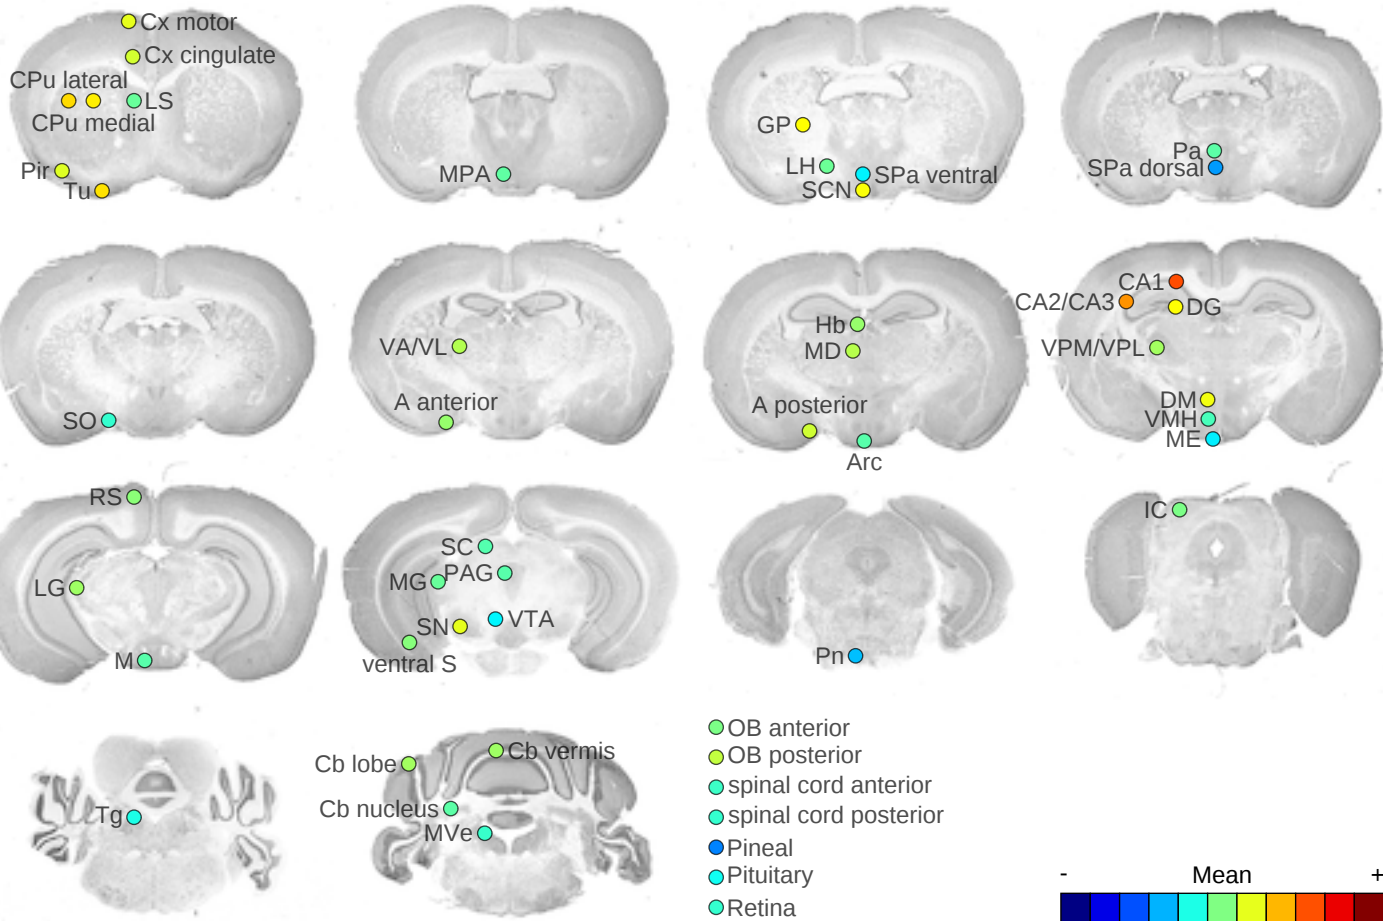 Cx motor
Cx cingulate
CPu lateral
LS
CPu medial
Pir
Tu
MPA
GP
LH
SPa ventral
SCN
Pa
SPa dorsal
SO
VA/VL
A anterior
Hb
MD
A posterior
Arc
CA1
CA2/CA3
DG
VPM/VPL
DM
VMH
ME
RS
LG
M
SC
MG
PAG
SN
VTA
ventral S
Pn
IC
Tg
Cb lobe
Cb vermis
Cb nucleus
MVe
OB anterior
OB posterior
spinal cord anterior
spinal cord posterior
Pineal
Pituitary
Retina
- Mean +